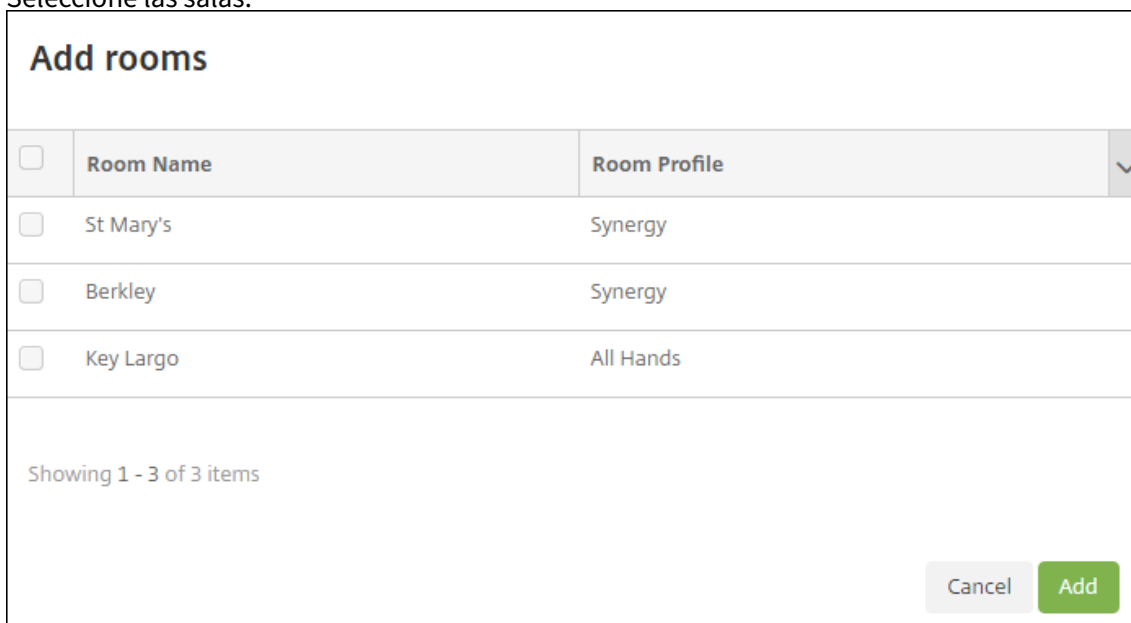 Seleccione las salas.
Add rooms
Room Name Room Profile
St Mary's Synergy
Berkley Synergy
Key Largo All Hands
Showing 1 - 3 of 3 items
Cancel Add